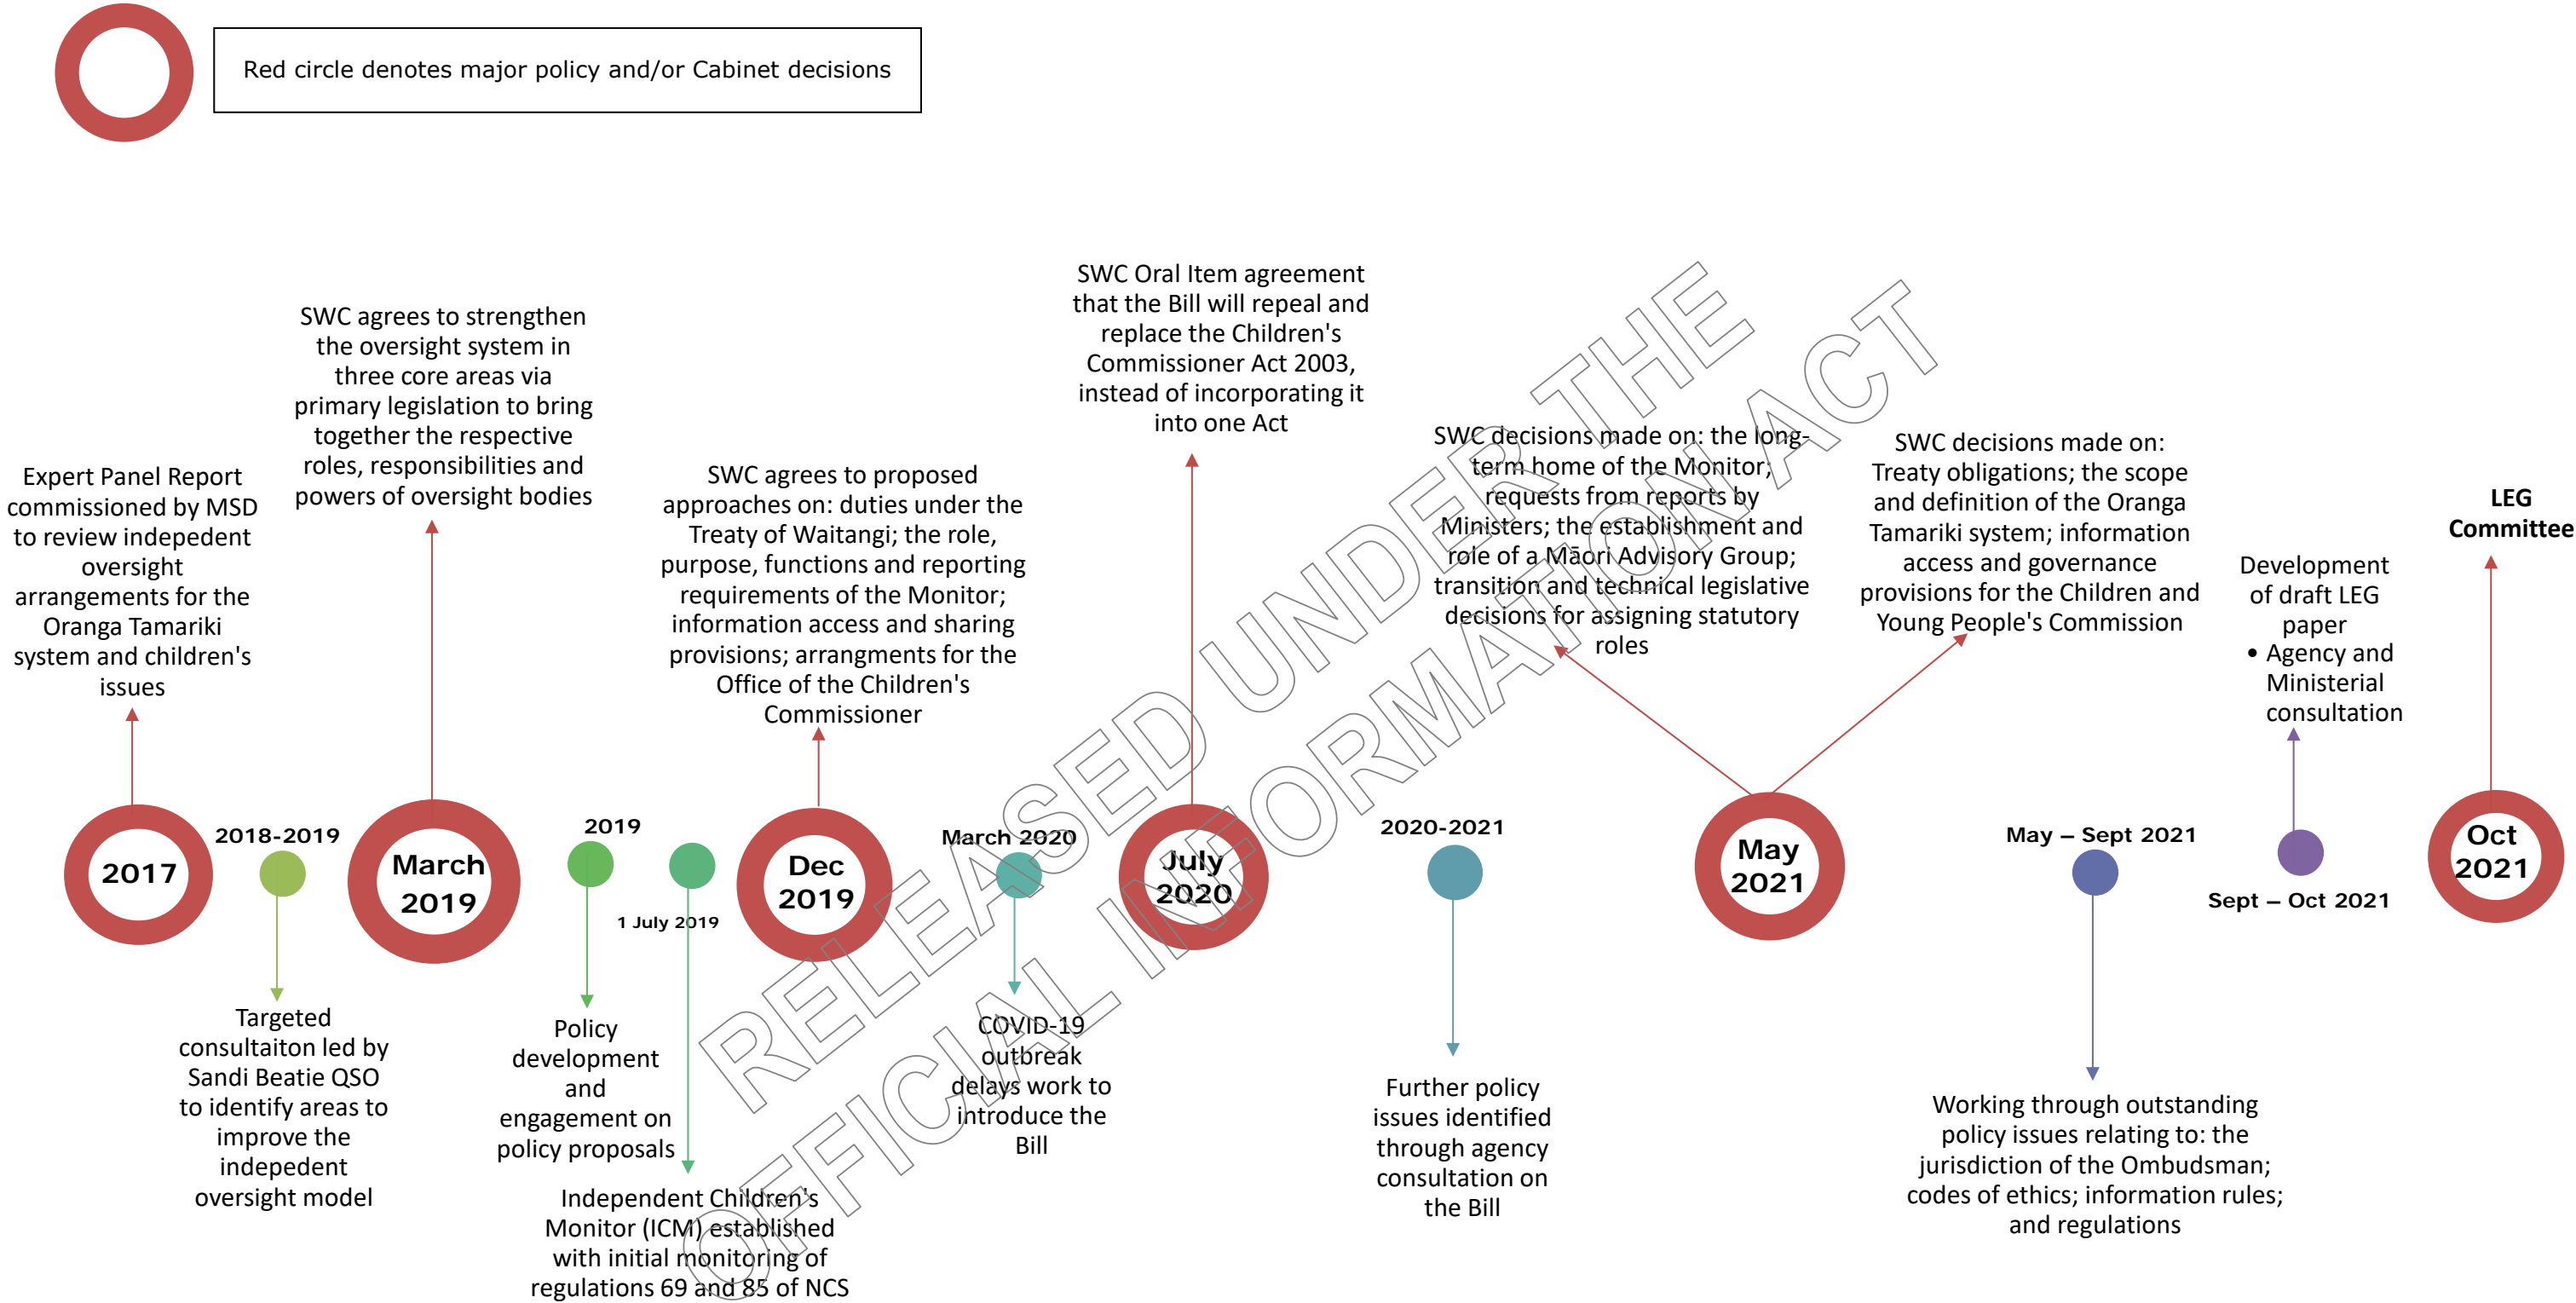 Red circle denotes major policy and/or Cabinet decisions
Expert Panel Report
commissioned by MSD
to review indepedent
oversight
arrangements for the
Oranga Tamariki
system and children's
issues
2017
2018-2019
Targeted
consultaiton led by
Sandi Beatie QSO
to identify areas to
improve the
indepedent
oversight model
SWC agrees to strengthen
the oversight system in
three core areas via
primary legislation to bring
together the respective
roles, responsibilities and
powers of oversight bodies
March
2019
2019
Policy
development
and
engagement on
policy proposals
1 July 2019
Independent Children's
Monitor (ICM) established
with initial monitoring of
regulations 69 and 85 of NCS
SWC agrees to proposed
approaches on: duties under the
Treaty of Waitangi; the role,
purpose, functions and reporting
requirements of the Monitor;
information access and sharing
provisions; arrangments for the
Office of the Children's
Commissioner
Dec
2019
March 2020
COVID-19
outbreak
delays work to
introduce the
Bill
SWC Oral Item agreement
that the Bill will repeal and
replace the Children's
Commissioner Act 2003,
instead of incorporating it
into one Act
July
2020
2020-2021
Further policy
issues identified
through agency
consultation on
the Bill
SWC decisions made on: the long-
term home of the Monitor;
requests from reports by
Ministers; the establishment and
role of a Māori Advisory Group;
transition and technical legislative
decisions for assigning statutory
roles
SWC decisions made on:
Treaty obligations; the scope
and definition of the Oranga
Tamariki system; information
access and governance
provisions for the Children and
Young People's Commission
May
2021
May – Sept 2021
Working through outstanding
policy issues relating to: the
jurisdiction of the Ombudsman;
codes of ethics; information rules;
and regulations
Development
of draft LEG
paper
• Agency and
Ministerial
consultation
Sept – Oct 2021
LEG
Committee
Oct
2021
RELEASED UNDER THE
OFFICIAL INFORMATION ACT